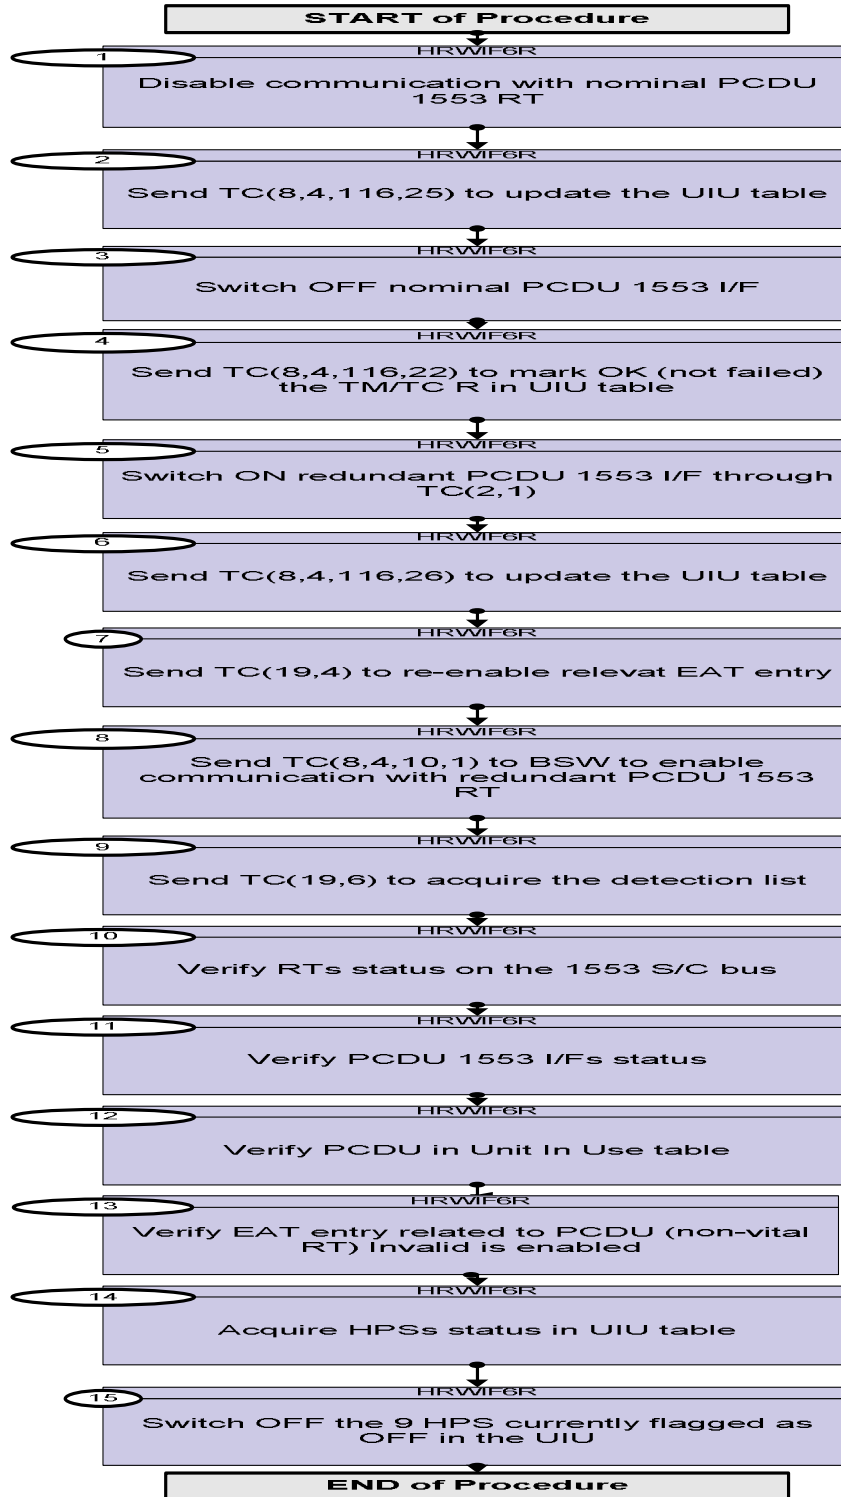 START of Procedure
HRWIF6R
1
Disable communication with nominal PCDU
1553 RT
HRWIF6R
2
Send TC(8,4,116,25) to update the UIU table
HRWIF6R
3
Switch OFF nominal PCDU 1553 I/F
HRWIF6R
4
Send TC(8,4,116,22) to mark OK (not failed)
the TM/TC R in UIU table
HRWIF6R
5
Switch ON redundant PCDU 1553 I/F through
TC(2,1)
HRWIF6R
6
Send TC(8,4,116,26) to update the UIU table
HRWIF6R
7
Send TC(19,4) to re-enable relevat EAT entry
HRWIF6R
8
Send TC(8,4,10,1) to BSW to enable
communication with redundant PCDU 1553
RT
HRWIF6R
9
Send TC(19,6) to acquire the detection list
HRWIF6R
10
Verify RTs status on the 1553 S/C bus
HRWIF6R
11
Verify PCDU 1553 I/Fs status
HRWIF6R
12
Verify PCDU in Unit In Use table
HRWIF6R
13
Verify EAT entry related to PCDU (non-vital
RT) Invalid is enabled
HRWIF6R
14
Acquire HPSs status in UIU table
HRWIF6R
15
Switch OFF the 9 HPS currently flagged as
OFF in the UIU
END of Procedure